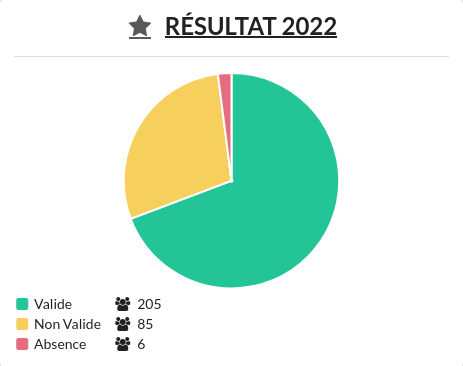 RÉSULTAT 2022
Valide 205
Non Valide 85
Absence 6